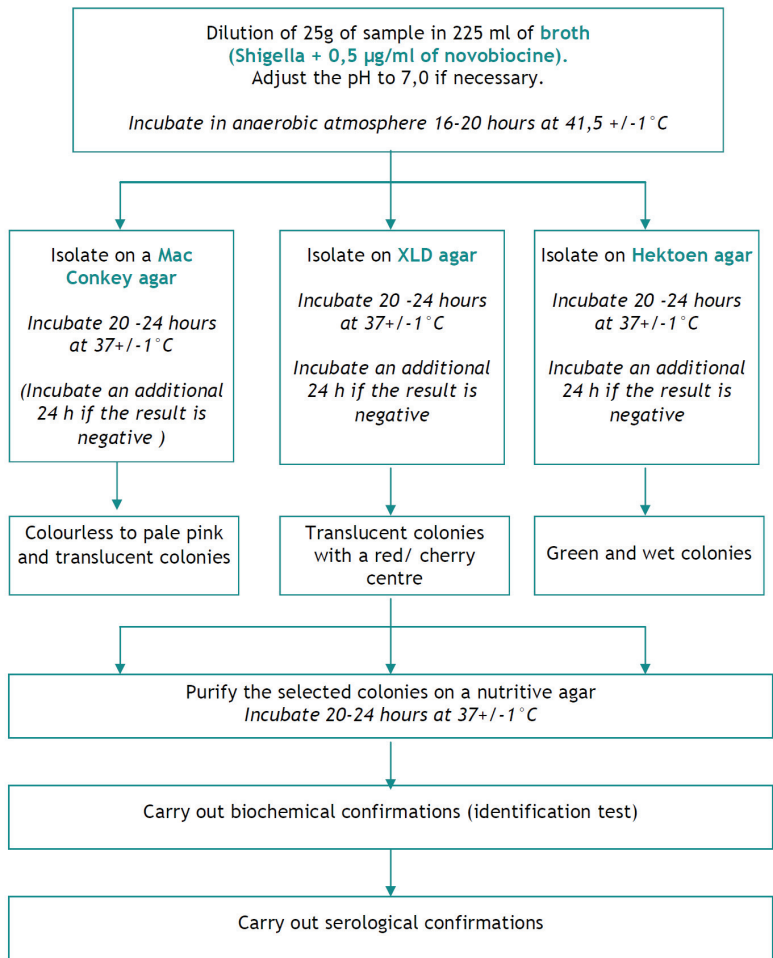 Dilution of 25g of sample in 225 ml of broth
(Shigella + 0,5 µg/ml of novobiocine).
Adjust the pH to 7,0 if necessary.
Incubate in anaerobic atmosphere 16-20 hours at 41,5 +/-1°C
Isolate on a Mac
Conkey agar
Incubate 20 -24 hours
at 37+/-1°C
(Incubate an additional
24 h if the result is
negative )
Isolate on XLD agar
Incubate 20 -24 hours
at 37+/-1°C
Incubate an additional
24 h if the result is
negative
Isolate on Hektoen agar
Incubate 20 -24 hours
at 37+/-1°C
Incubate an additional
24 h if the result is
negative
Colourless to pale pink
and translucent colonies
Translucent colonies
with a red/ cherry
centre
Green and wet colonies
Purify the selected colonies on a nutritive agar
Incubate 20-24 hours at 37+/-1°C
Carry out biochemical confirmations (identification test)
Carry out serological confirmations